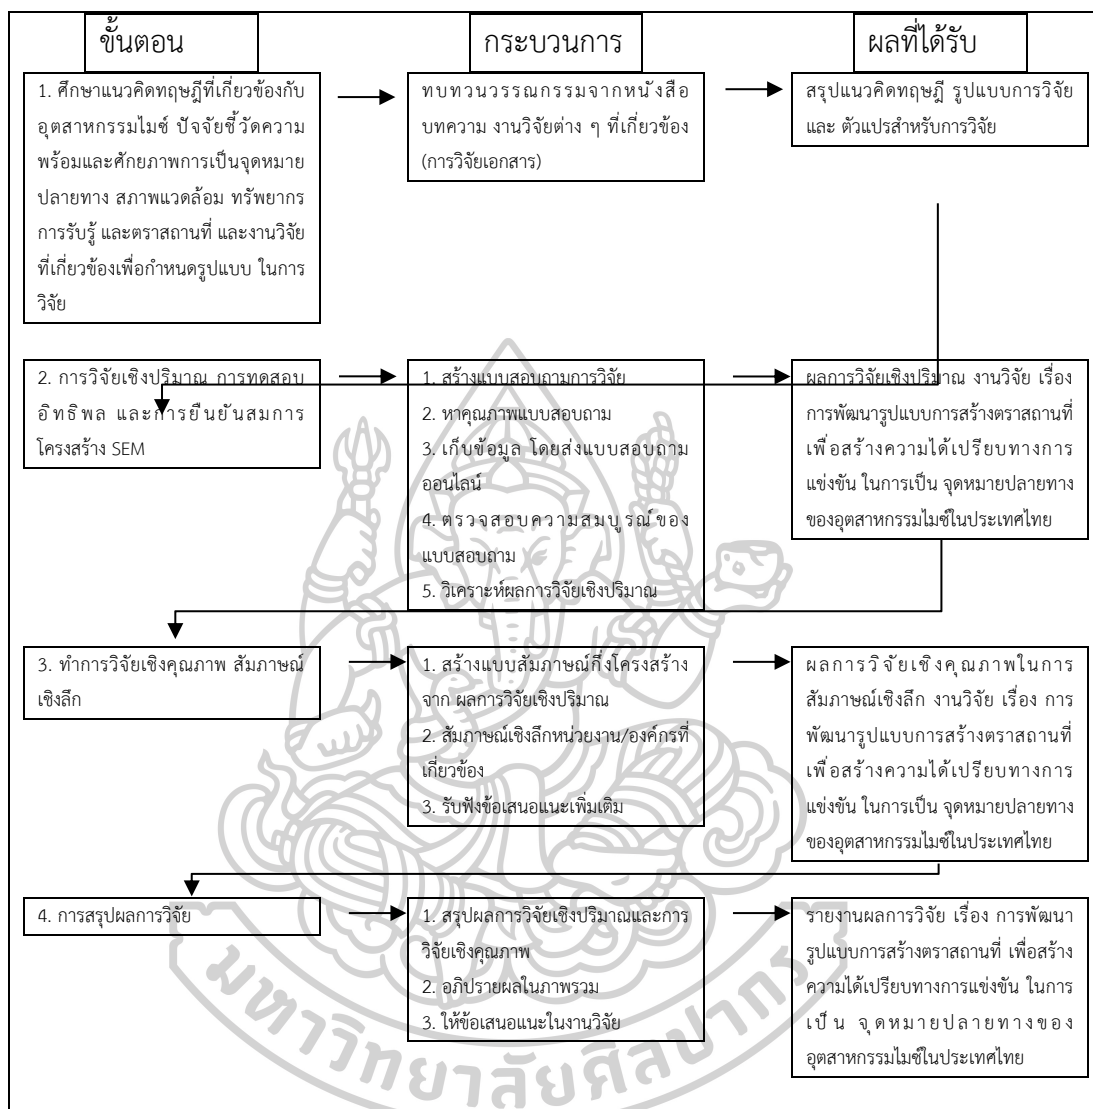 ขั้นตอน
กระบวนการ
ผลที่ได้รับ
1. ศึกษาแนวคิดทฤษฎีที่เกี่ยวข้องกับ
อุตสาหกรรมไมซ์ ปัจจัยชี้วัดความ
พร้อมและศักยภาพการเป็นจุดหมาย
ปลายทาง สภาพแวดล้อม ทรัพยากร
การรับรู้ และตราสถานที่ และงานวิจัย
ที่เกี่ยวข้องเพื่อกำหนดรูปแบบ ในการ
วิจัย
ทบทวนวรรณกรรมจากหนังสือ
บทความ งานวิจัยต่าง ๆ ที่เกี่ยวข้อง
(การวิจัยเอกสาร)
สรุปแนวคิดทฤษฎี รูปแบบการวิจัย
และ ตัวแปรสำหรับการวิจัย
2. การวิจัยเชิงปริมาณ การทดสอบ
อิทธิพล และการยืนยันสมการ
โครงสร้าง SEM
1. สร้างแบบสอบถามการวิจัย
2. หาคุณภาพแบบสอบถาม
3. เก็บข้อมูล โดยส่งแบบสอบถาม
ออนไลน์
4. ตรวจสอบความสมบูรณ์ของ
แบบสอบถาม
5. วิเคราะห์ผลการวิจัยเชิงปริมาณ
ผลการวิจัยเชิงปริมาณ งานวิจัย เรื่อง
การพัฒนารูปแบบการสร้างตราสถานที่
เพื่อสร้างความได้เปรียบทางการ
แข่งขัน ในการเป็น จุดหมายปลายทาง
ของอุตสาหกรรมไมซ์ในประเทศไทย
3. ทำการวิจัยเชิงคุณภาพ สัมภาษณ์
เชิงลึก
1. สร้างแบบสัมภาษณ์กึ่งโครงสร้าง
จาก ผลการวิจัยเชิงปริมาณ
2. สัมภาษณ์เชิงลึกหน่วยงาน/องค์กรที่
เกี่ยวข้อง
3. รับฟังข้อเสนอแนะเพิ่มเติม
ผลการวิจัยเชิงคุณภาพในการ
สัมภาษณ์เชิงลึก งานวิจัย เรื่อง การ
พัฒนารูปแบบการสร้างตราสถานที่
เพื่อสร้างความได้เปรียบทางการ
แข่งขัน ในการเป็น จุดหมายปลายทาง
ของอุตสาหกรรมไมซ์ในประเทศไทย
4. การสรุปผลการวิจัย
1. สรุปผลการวิจัยเชิงปริมาณและการ
วิจัยเชิงคุณภาพ
2. อภิปรายผลในภาพรวม
3. ให้ข้อเสนอแนะในงานวิจัย
รายงานผลการวิจัย เรื่อง การพัฒนา
รูปแบบการสร้างตราสถานที่ เพื่อสร้าง
ความได้เปรียบทางการแข่งขัน ในการ
เป็น จุดหมายปลายทางของ
อุตสาหกรรมไมซ์ในประเทศไทย
มหาวิทยาลัยศิลปากร